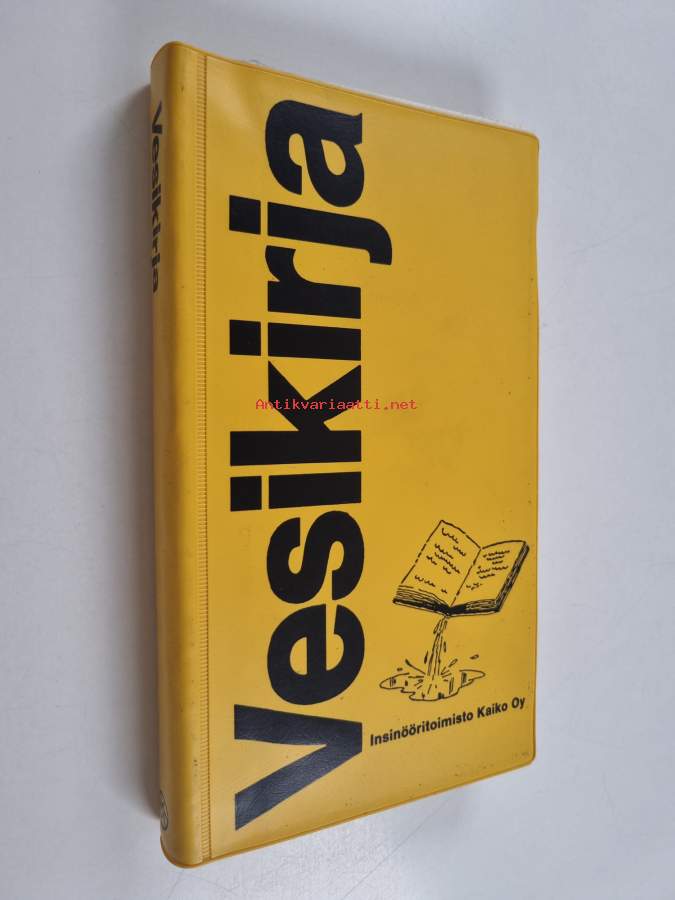 Vesikirja
Vesikirja
Antikvariaatti.net
Insinööritoimisto Kaiko Oy